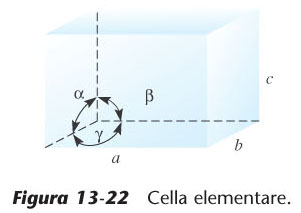 α
β
c
γ
b
a
Figura 13-22 Cella elementare.